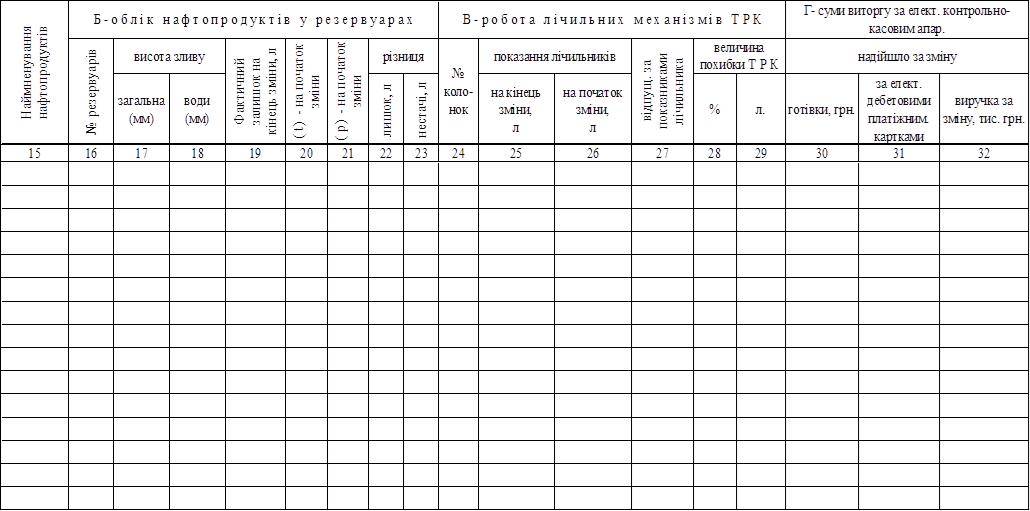 Найменування
нафтопродуктів
Б-облік нафтопродуктів у резервуарах
В-робота лічильних механізмів ТРК
Г- суми виторгу за елект. контрольно-
касовим апар.
№ резервуарів
висота зливу
Фактичний
залишок на
кінець зміни, л
( t ) - на початок
зміни
( p ) - на початок
зміни
різниця
№
коло-
нок
показання лічильників
відпущ. за
показниками
лічильника
величина
похибки Т Р К
надійшло за зміну
загальна
(мм)
води
(мм)
лишок, л
нестачі, л
на кінець
зміни,
л
на початок
зміни,
л
%
л.
готівки, грн.
за елект.
дебетовими
платіжним.
картками
виручка за
зміну, тис. грн.
15 16 17 18 19 20 21 22 23 24 25 26 27 28 29 30 31 32